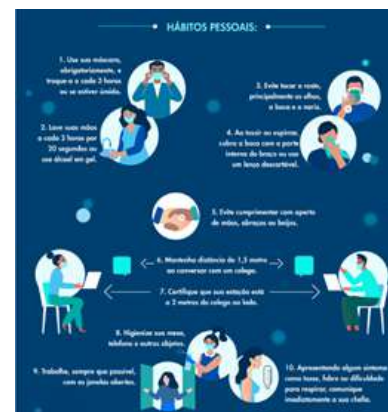 HÁBITOS PESSOAIS:
1. Use sua máscara,
obrigatoriamente, e
troque-a a cada 3 horas
ou se estiver úmida.
2. Lave suas mãos
a cada 3 horas por
20 segundos ou
use álcool em gel.
3. Evite tocar o rosto,
principalmente os olhos,
a boca e o nariz.
4. Ao tossir ou espirrar,
cubra a boca com a parte
interna do braço ou use
um lenço descartável.
5. Evite cumprimentar com aperto
de mãos, abraços ou beijos.
6. Mantenha distância de 1,5 metro
ao conversar com um colega.
7. Certifique que sua estação está
a 2 metros do colega ao lado.
8. Higienize sua mesa,
telefone e outros objetos.
9. Trabalhe, sempre que possível,
com as janelas abertas.
10. Apresentando algum sintoma
como tosse, febre ou dificuldade
para respirar, comunique
imediatamente a sua chefia.